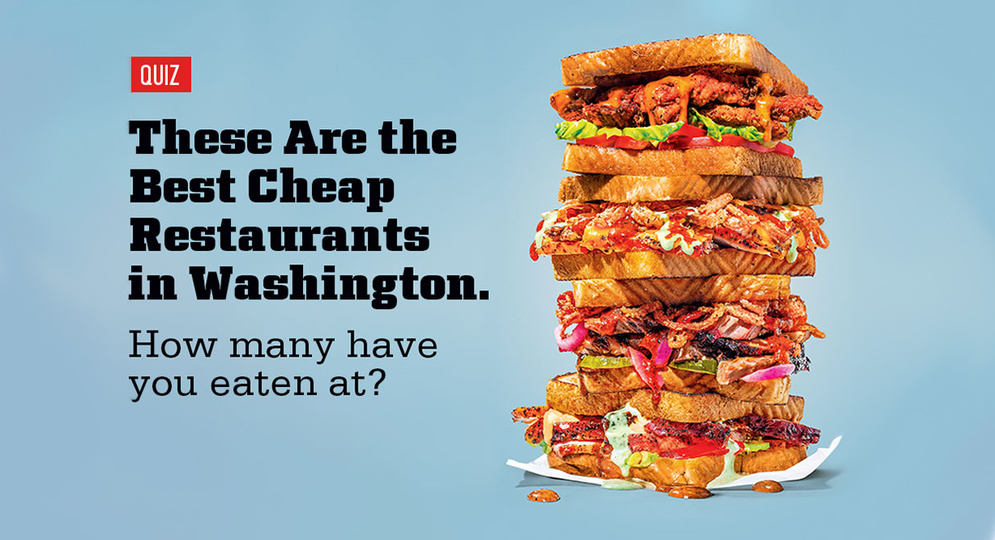 QUIZ
These Are the
Best Cheap
Restaurants
in Washington.
How many have
you eaten at?